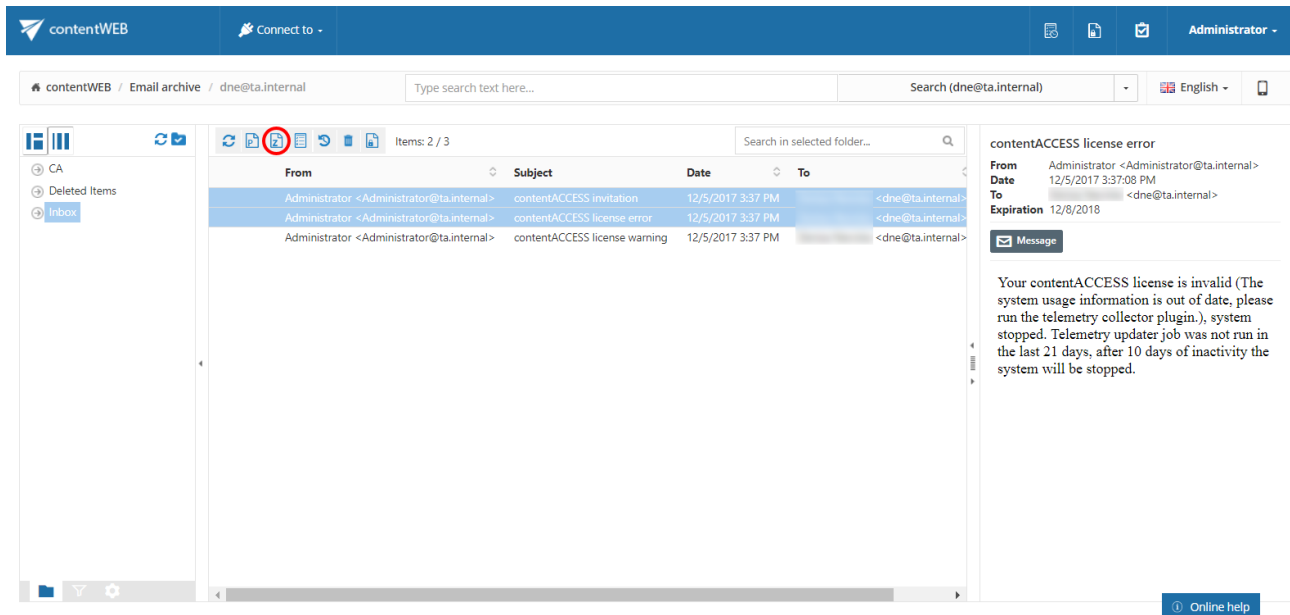 contentWEB
Connect to
Administrator
contentWEB / Email archive / dne@ta.internal
Type search text here...
Search (dne@ta.internal)
English
CA
Deleted Items
Inbox
Items: 2 / 3
Search in selected folder...
From Subject Date To
Administrator <Administrator@ta.internal> contentACCESS invitation 12/5/2017 3:37 PM <dne@ta.internal>
Administrator <Administrator@ta.internal> contentACCESS license error 12/5/2017 3:37 PM <dne@ta.internal>
Administrator <Administrator@ta.internal> contentACCESS license warning 12/5/2017 3:37 PM <dne@ta.internal>
contentACCESS license error
From Administrator <Administrator@ta.internal>
Date 12/5/2017 3:37:08 PM
To <dne@ta.internal>
Expiration 12/8/2018
Message
Your contentACCESS license is invalid (The
system usage information is out of date, please
run the telemetry collector plugin.), system
stopped. Telemetry updater job was not run in
the last 21 days, after 10 days of inactivity the
system will be stopped.
Online help